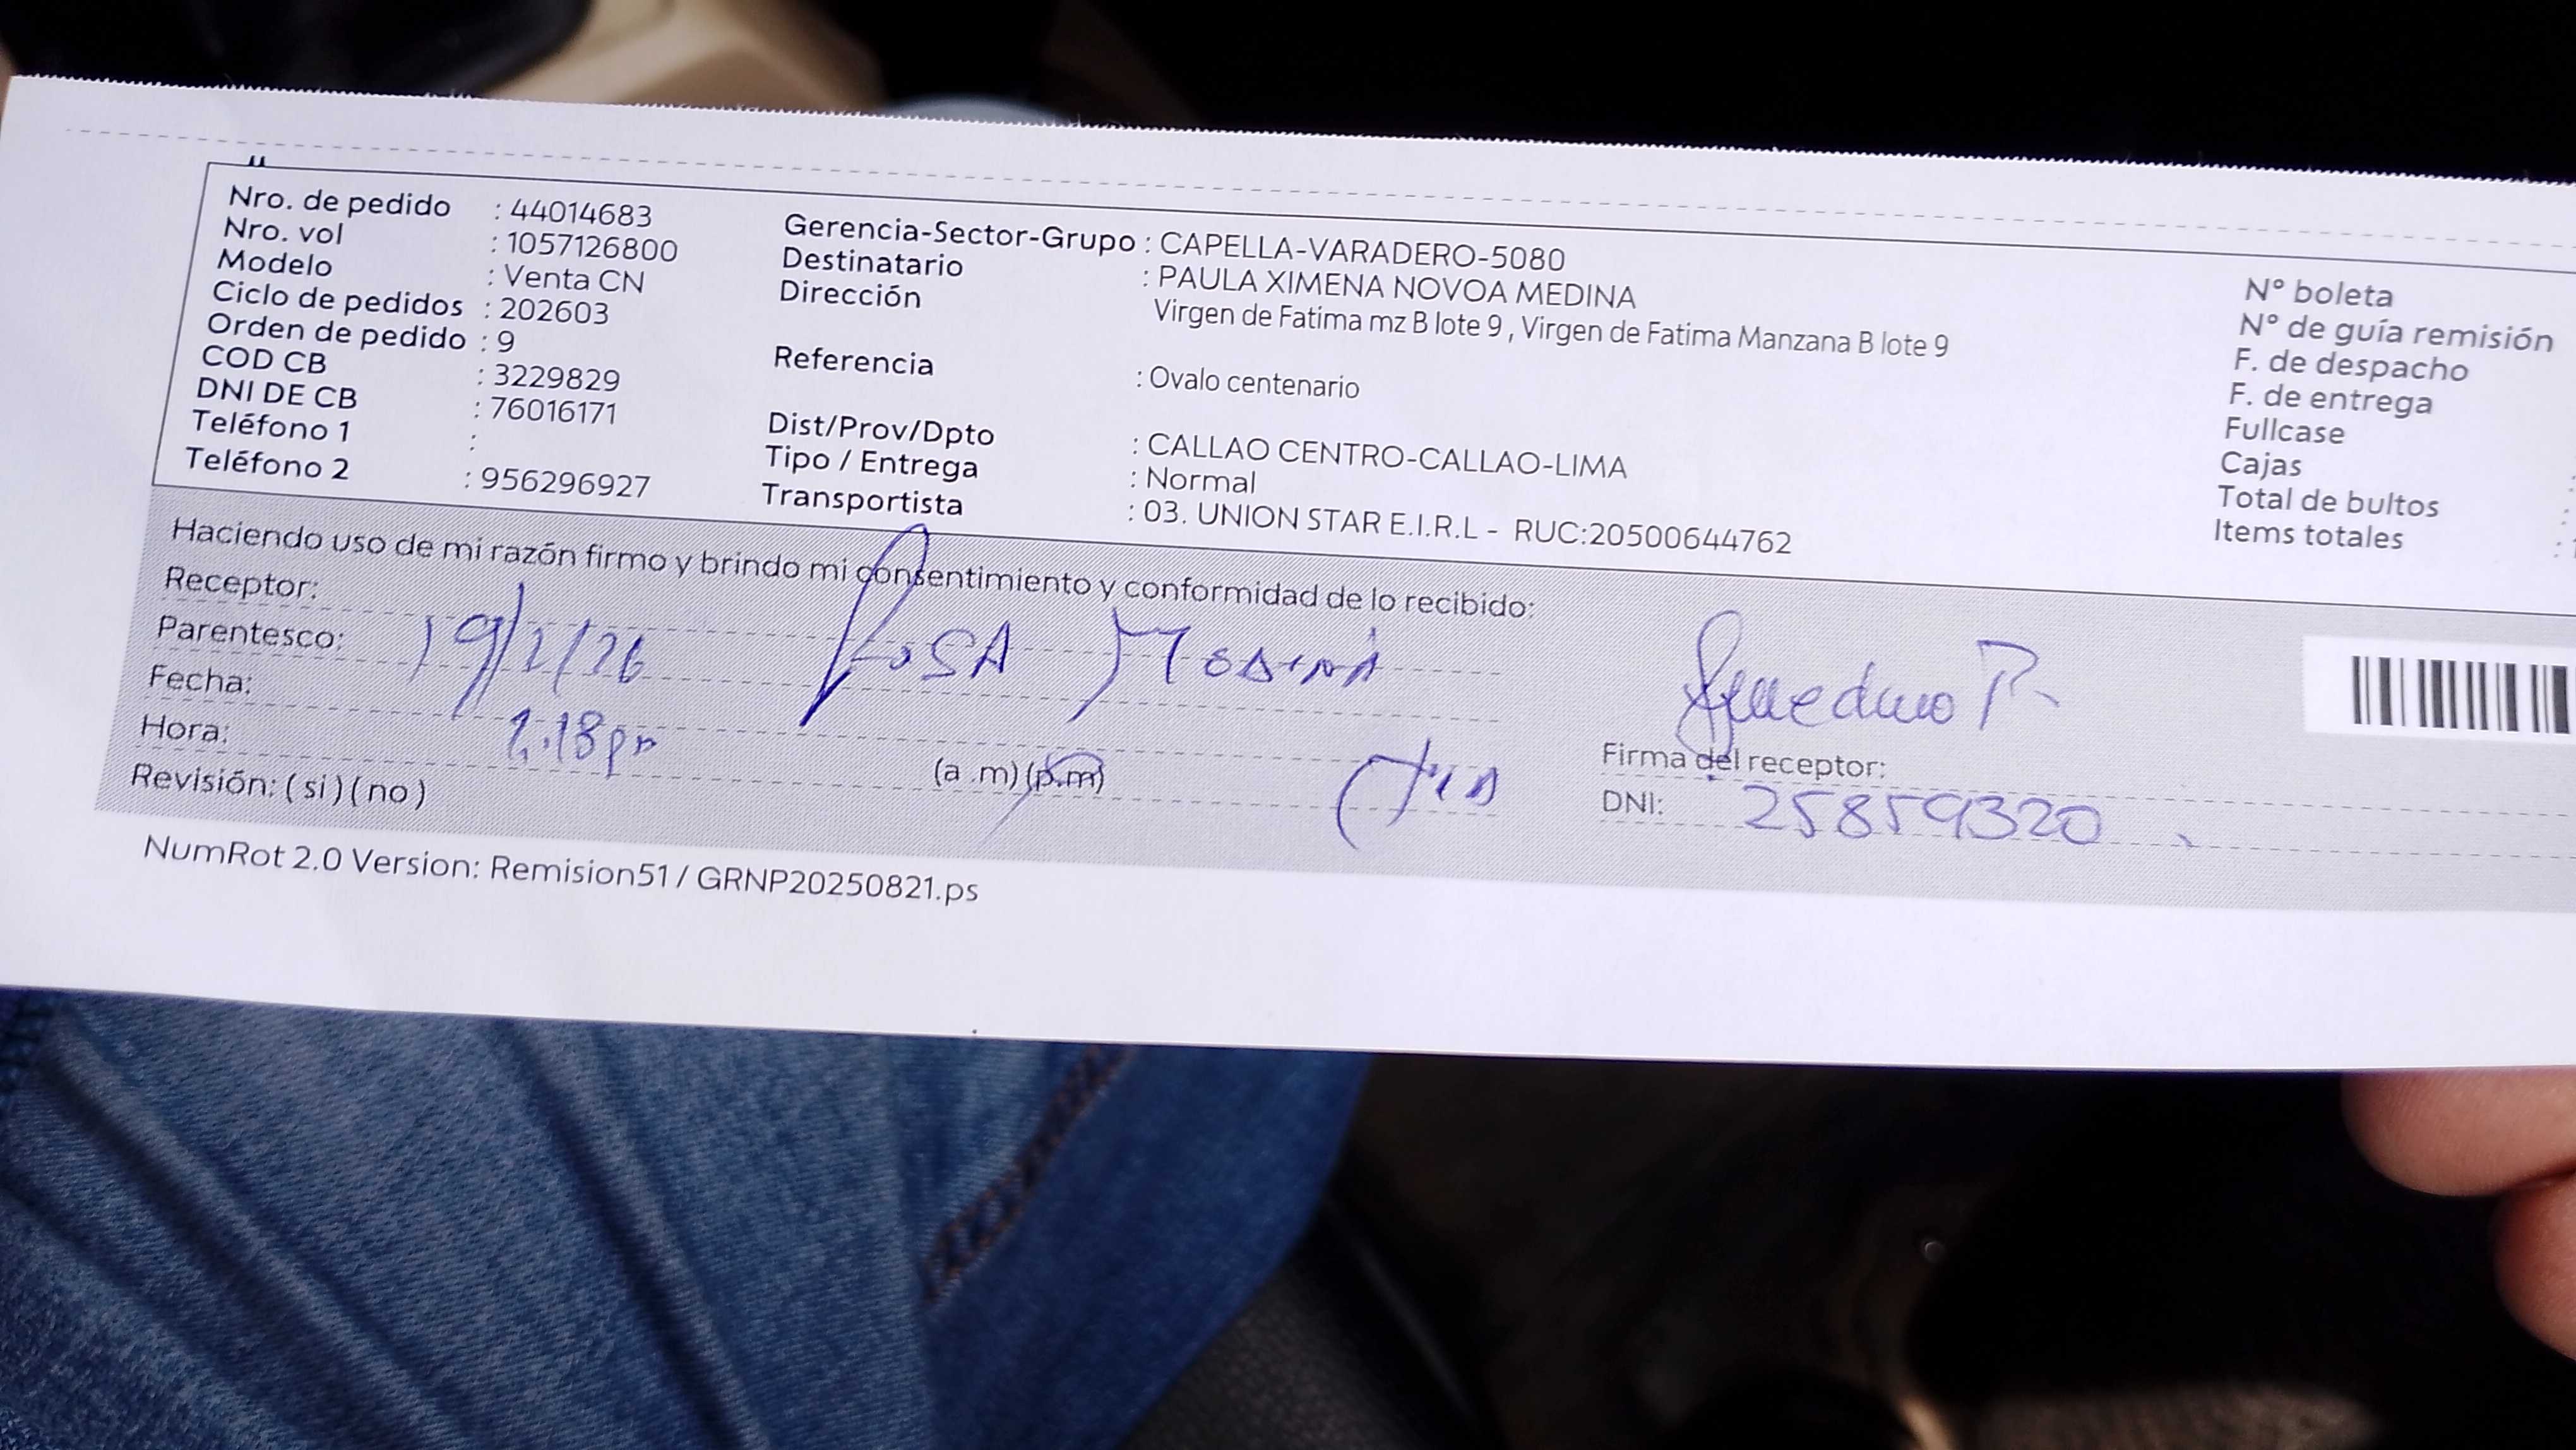 Nro. de pedido : 44014683
Nro. vol : 1057126800
Modelo : Venta CN
Ciclo de pedidos : 202603
Orden de pedido : 9
COD CB : 3229829
DNI DE CB : 76016171
Teléfono 1 :
Teléfono 2 : 956296927
Gerencia-Sector-Grupo : CAPELLA-VARADERO-5080
Destinatario : PAULA XIMENA NOVOA MEDINA
Dirección Virgen de Fatima mz B lote 9 , Virgen de Fatima Manzana B lote 9
Referencia : Ovalo centenario
Dist/Prov/Dpto : CALLAO CENTRO-CALLAO-LIMA
Tipo / Entrega : Normal
Transportista : 03. UNION STAR E.I.R.L - RUC:20500644762
N° boleta
N° de guía remisión
F. de despacho
F. de entrega
Fullcase
Cajas :
Total de bultos :
Items totales :
Haciendo uso de mi razón firmo y brindo mi consentimiento y conformidad de lo recibido:
Receptor:
Parentesco: 19/2/26 ROSA MEDINA
Fecha:
Hora: 1:18pm (a .m)(p.m) (TIA
Revisión: ( si ) ( no )
Firma del receptor:
DNI: 25859320
NumRot 2.0 Version: Remision51 / GRNP20250821.ps